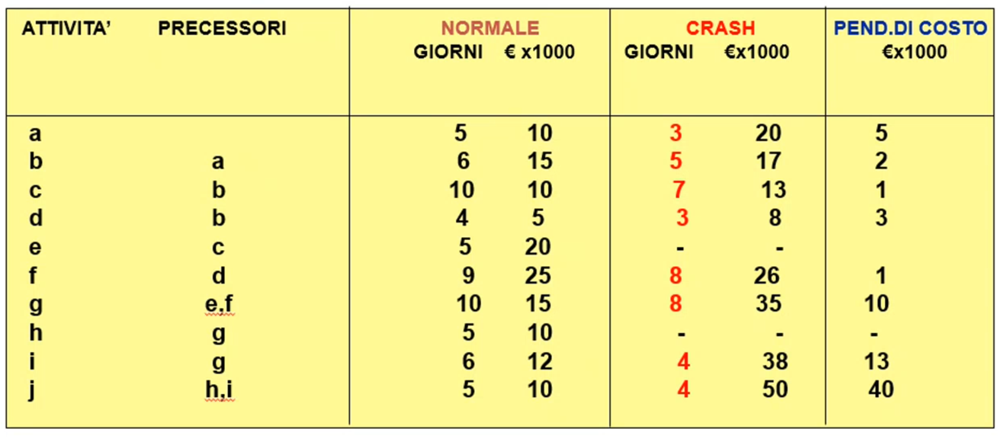 ATTIVITA’ PRECESSORI NORMALE CRASH PEND.DI COSTO
GIORNI € x1000 GIORNI €x1000 €x1000
a 5 10 3 20 5
b a 6 15 5 17 2
c b 10 10 7 13 1
d b 4 5 3 8 3
e c 5 20 - -
f d 9 25 8 26 1
g e,f 10 15 8 35 10
h g 5 10 - - -
i g 6 12 4 38 13
j h,i 5 10 4 50 40